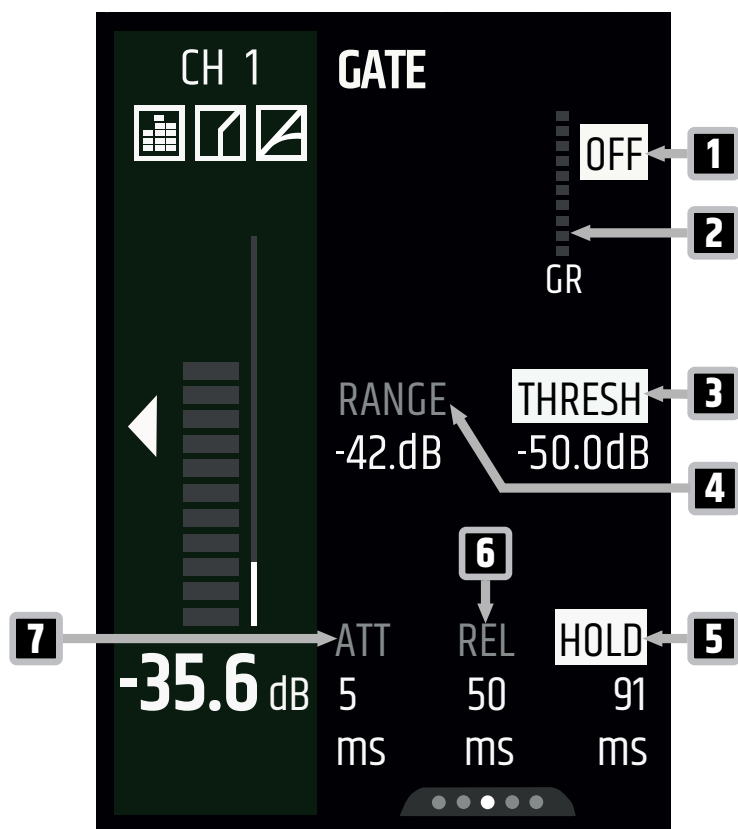 CH 1
GATE
OFF
1
2
GR
RANGE
THRESH
3
-42.dB
-50.0dB
4
6
7
ATT
REL
HOLD
5
-35.6 dB
5
50
91
ms
ms
ms